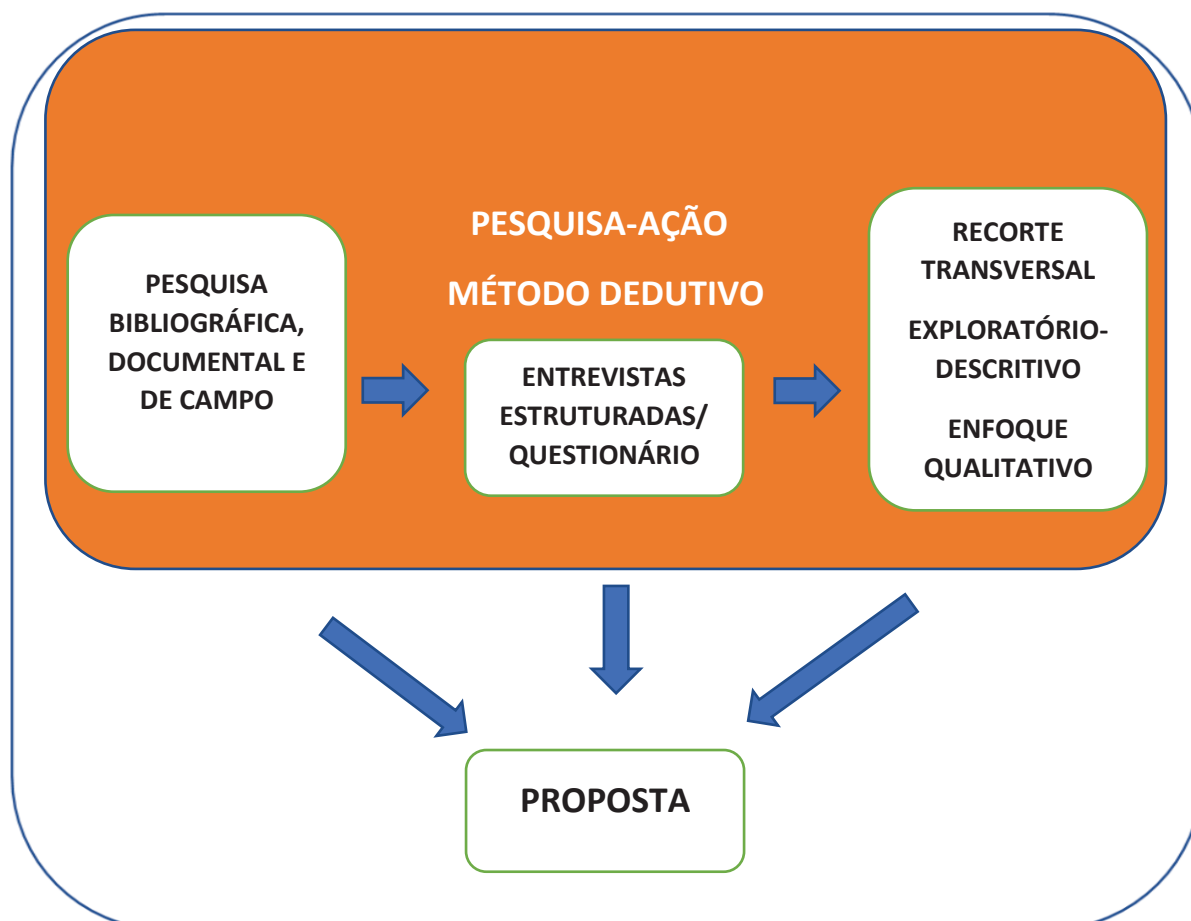 PESQUISA-AÇÃO
MÉTODO DEDUTIVO
PESQUISA
BIBLIOGRÁFICA,
DOCUMENTAL E
DE CAMPO
ENTREVISTAS
ESTRUTURADAS/
QUESTIONÁRIO
RECORTE
TRANSVERSAL
EXPLORATÓRIO-
DESCRITIVO
ENFOQUE
QUALITATIVO
PROPOSTA